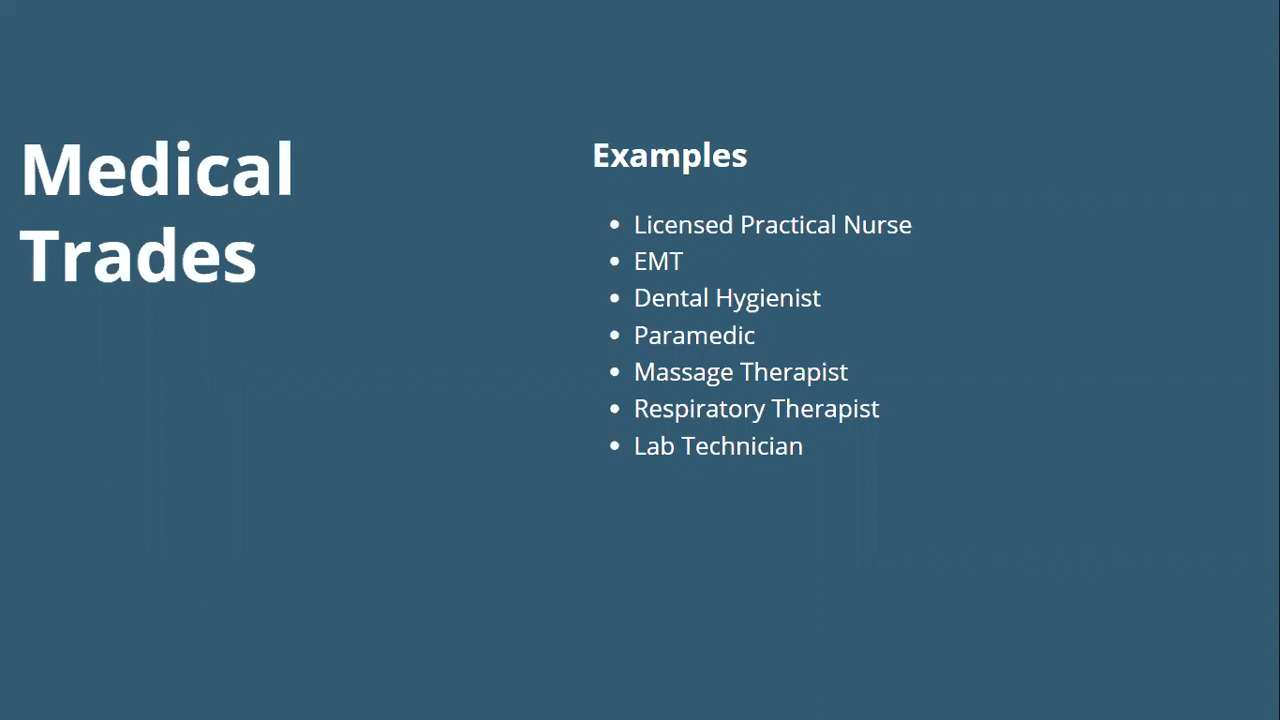 Medical
Trades
Examples
• Licensed Practical Nurse
• EMT
• Dental Hygienist
• Paramedic
• Massage Therapist
• Respiratory Therapist
• Lab Technician